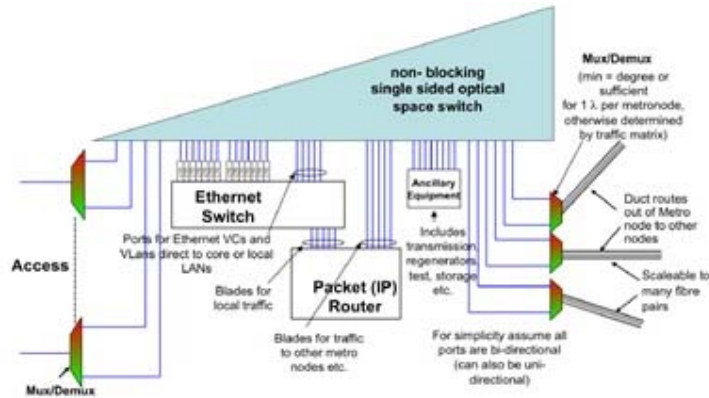 non- blocking
single sided optical
space switch
Mux/Demux
(min = degree or
sufficient
for 1 λ per metronode,
otherwise determined
by traffic matrix)
Ethernet
Switch
Ancillary
Equipment
Duct routes
out of Metro
node to other
nodes
Ports for Ethernet VCs and
VLans direct to core or local
LANs
Includes
transmission,
regenerators,
test, storage
etc.
Access
Blades for
local traffic
Packet (IP)
Router
Scaleable to
many fibre
pairs
Blades for traffic
to other metro
nodes etc.
For simplicity assume all
ports are bi-directional
(can also be uni-
directional)
Mux/Demux